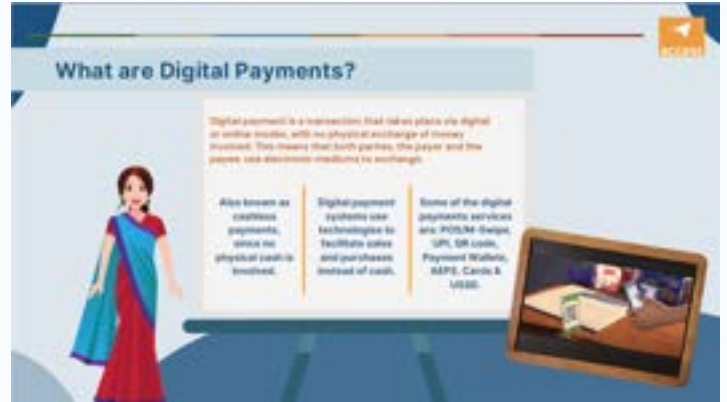 access
What are Digital Payments?
Digital payment is a transaction that takes place via digital
or online modes, with no physical exchange of money
involved. This means that both parties, the payer and the
payee, use electronic mediums to exchange.
Also known as
cashless
payments,
since no
physical cash is
involved.
Digital payment
systems use
technologies to
facilitate sales
and purchases
instead of cash.
Some of the digital
payments services
are: POS/M-Swipe,
UPI, QR code,
Payment Wallets,
AEPS, Cards &
USSD.